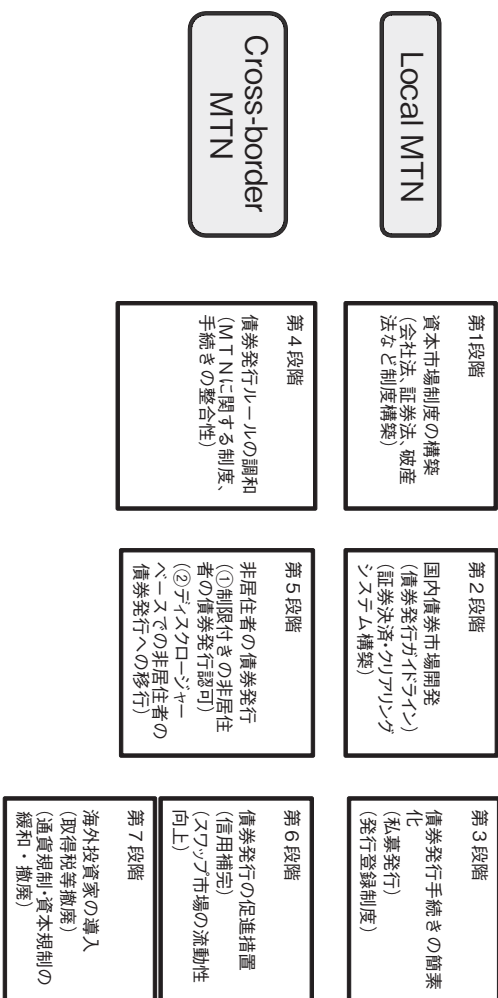 Local MTN
第1段階
資本市場制度の構築
(会社法、証券法、破産
法など制度構築)
第2段階
国内債券市場開発
(債券発行ガイドライン)
(証券決済・クリアリング
システム構築)
第3段階
債券発行手続きの簡素
化
(私募発行)
(発行登録制度)
Cross-border
MTN
第4段階
債券発行ルールの調和
(MTNに関する制度、
手続きの整合性)
第5段階
非居住者の債券発行
(①制限付きの非居住
者の債券発行認可)
(②ディスクロージャー
ベースでの非居住者の
債券発行への移行)
第6段階
債券発行の促進措置
(信用補完)
(スワップ市場の流動性
向上)
第7段階
海外投資家の導入
(取得税等撤廃)
(通貨規制・資本規制の
緩和・撤廃)